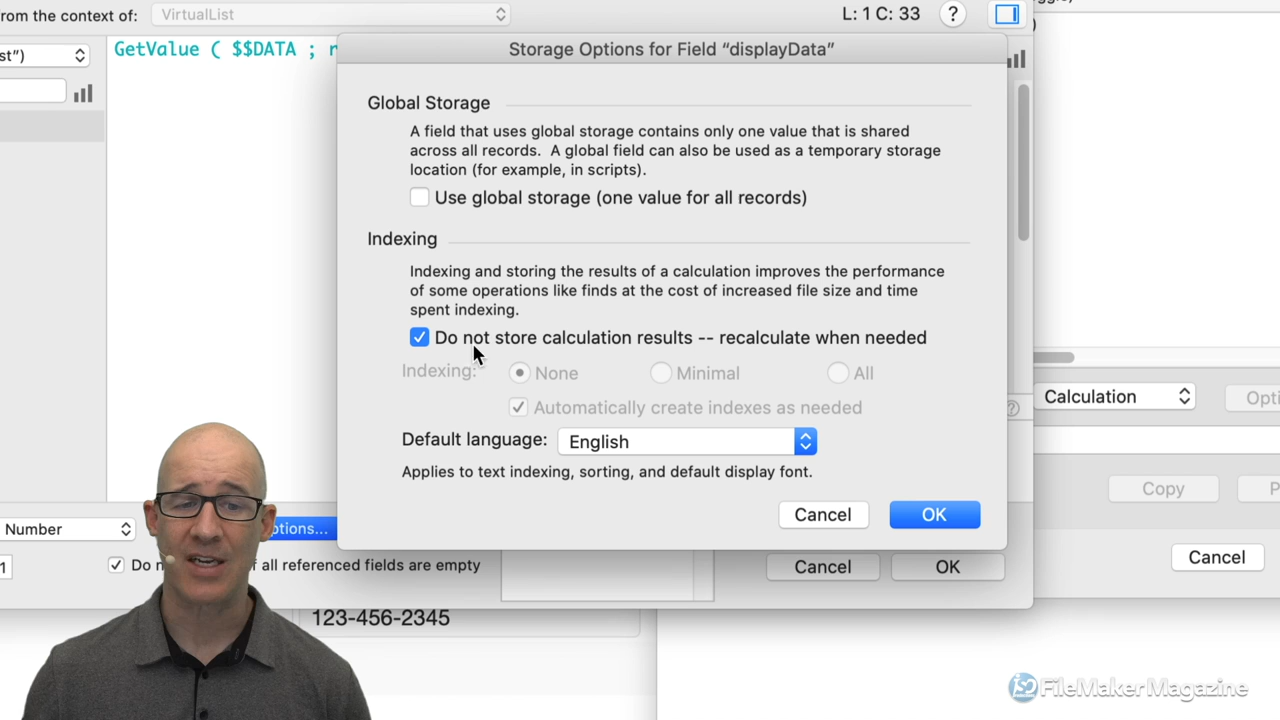 from the context of:
VirtualList
L: 1 C: 33
?
st")
GetValue ( $$DATA ;
Storage Options for Field “displayData”
Global Storage
A field that uses global storage contains only one value that is shared
across all records. A global field can also be used as a temporary storage
location (for example, in scripts).
Use global storage (one value for all records)
Indexing
Indexing and storing the results of a calculation improves the performance
of some operations like finds at the cost of increased file size and time
spent indexing.
Do not store calculation results -- recalculate when needed
Indexing:
None
Minimal
All
Automatically create indexes as needed
Default language:
English
Applies to text indexing, sorting, and default display font.
Cancel
OK
Calculation
Opti
Copy
P
Cancel
Number
ptions...
1
Do n
f all referenced fields are empty
Cancel
OK
123-456-2345
FileMaker Magazine